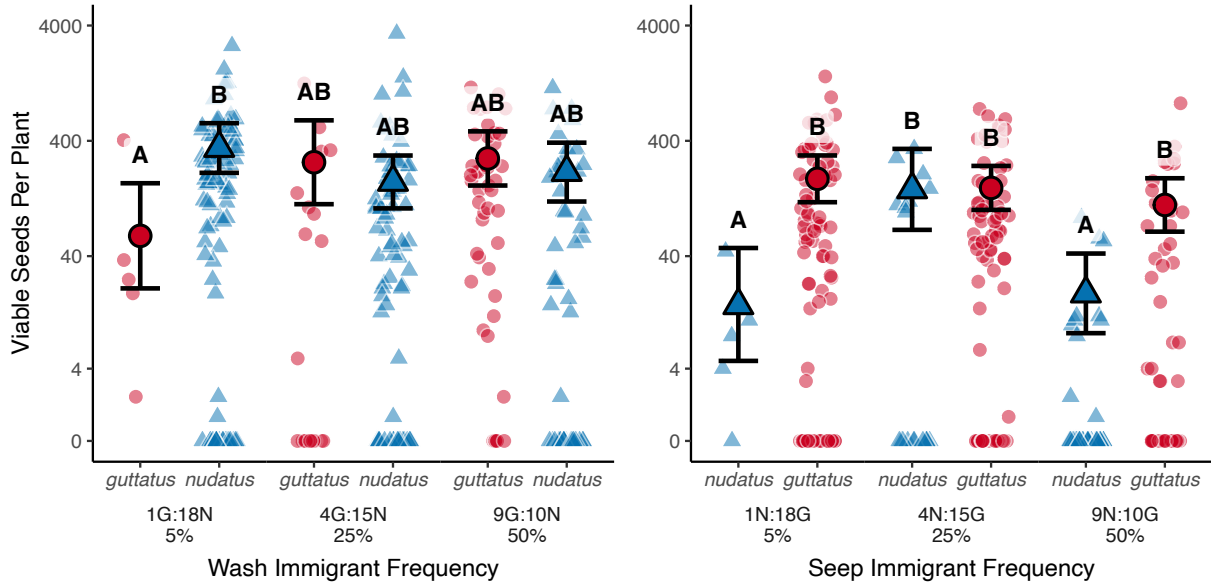 Viable Seeds Per Plant
4000
400
40
4
0
A
B
AB
AB
AB
AB
guttatus nudatus guttatus nudatus guttatus nudatus
1G:18N 4G:15N 9G:10N
5% 25% 50%
Wash Immigrant Frequency
4000
400
40
4
0
A
B
B
B
A
B
nudatus guttatus nudatus guttatus nudatus guttatus
1N:18G 4N:15G 9N:10G
5% 25% 50%
Seep Immigrant Frequency